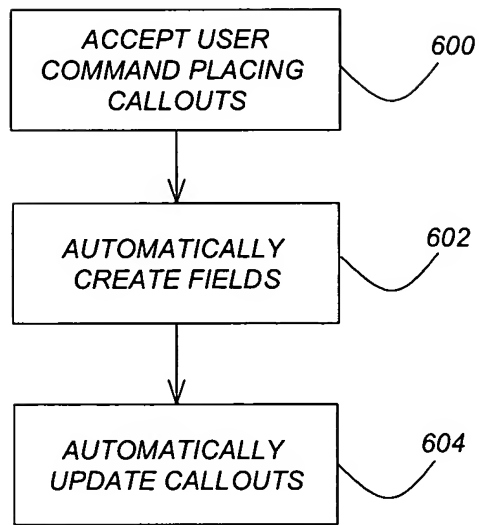 ACCEPT USER
COMMAND PLACING
CALLOUTS
600
AUTOMATICALLY
CREATE FIELDS
602
AUTOMATICALLY
UPDATE CALLOUTS
604